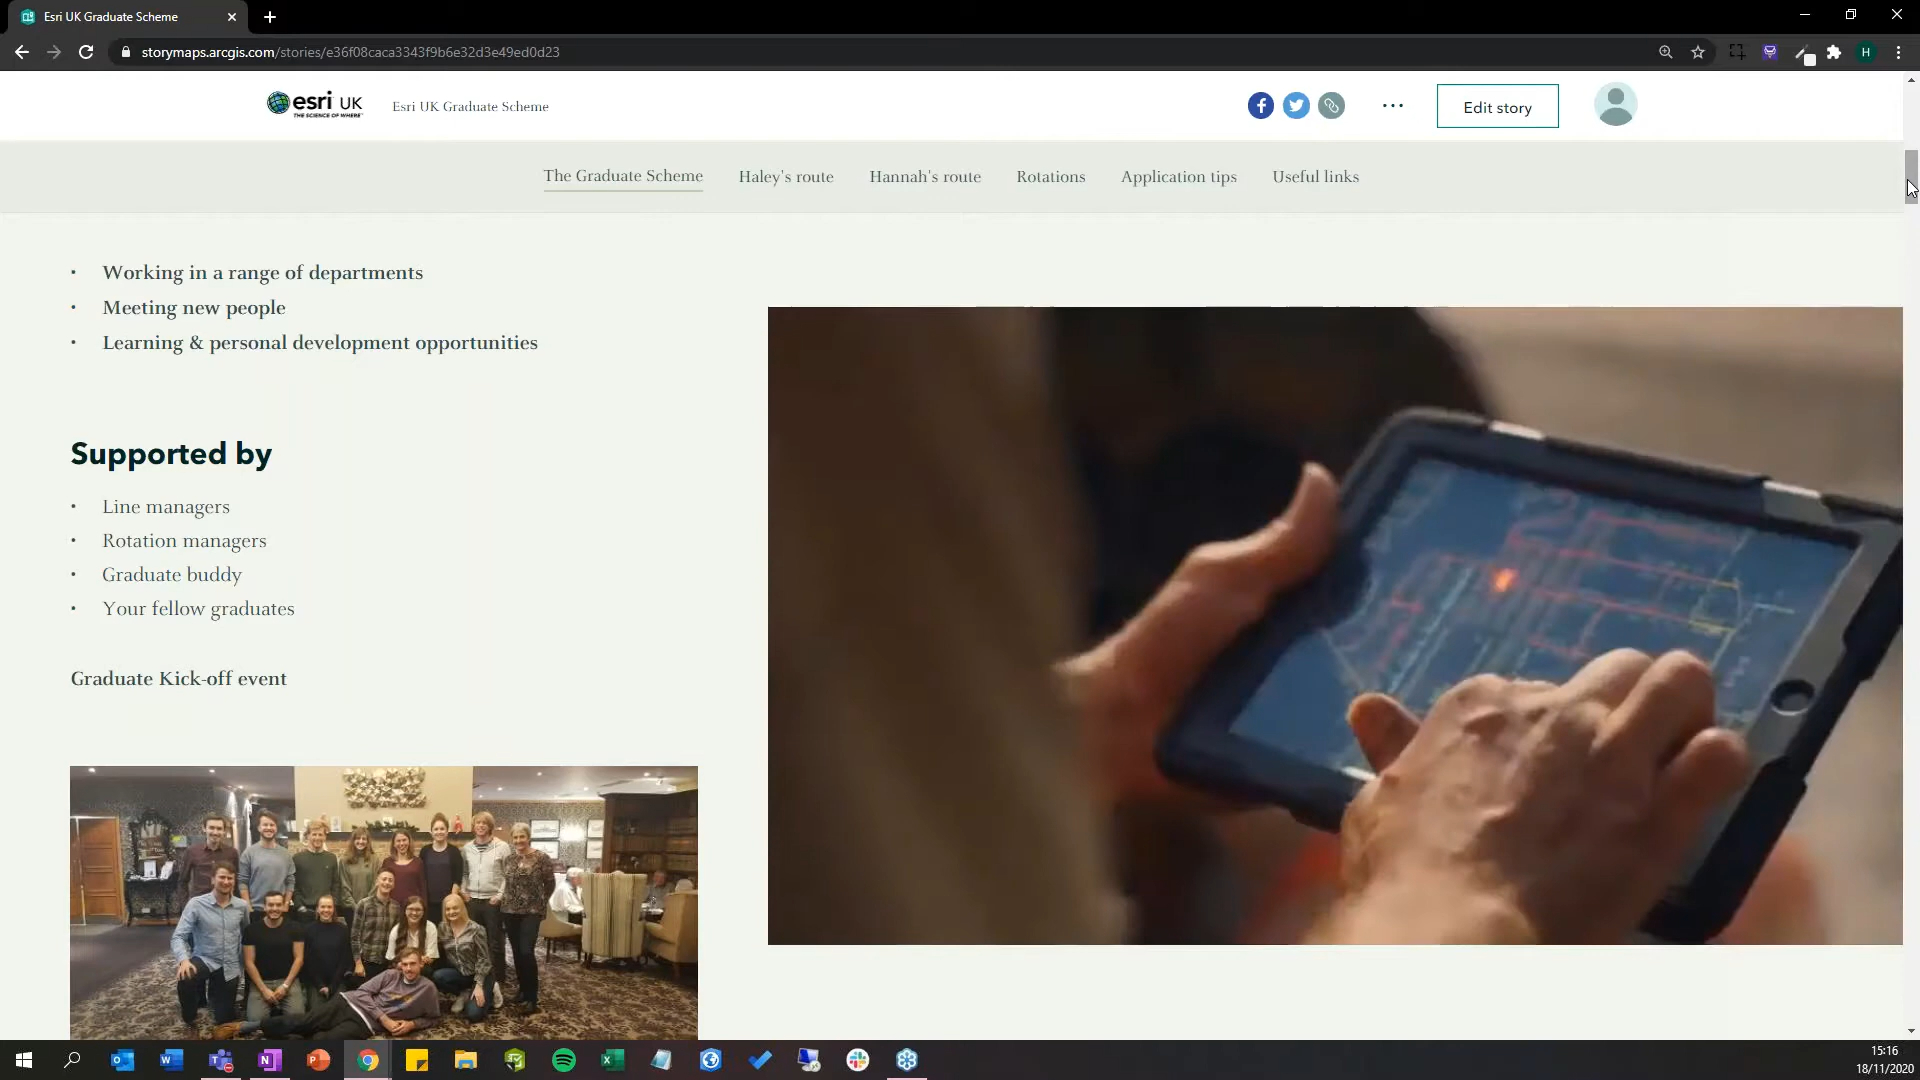 Esri UK Graduate Scheme
storymaps.arcgis.com/stories/e36f08caca3343f9b6e32d3e49ed0d23
H
esri UK
THE SCIENCE OF WHERE
Esri UK Graduate Scheme
Edit story
The Graduate Scheme
Haley's route
Hannah's route
Rotations
Application tips
Useful links
• Working in a range of departments
• Meeting new people
• Learning & personal development opportunities
Supported by
• Line managers
• Rotation managers
• Graduate buddy
• Your fellow graduates
Graduate Kick-off event
15:16
18/11/2020